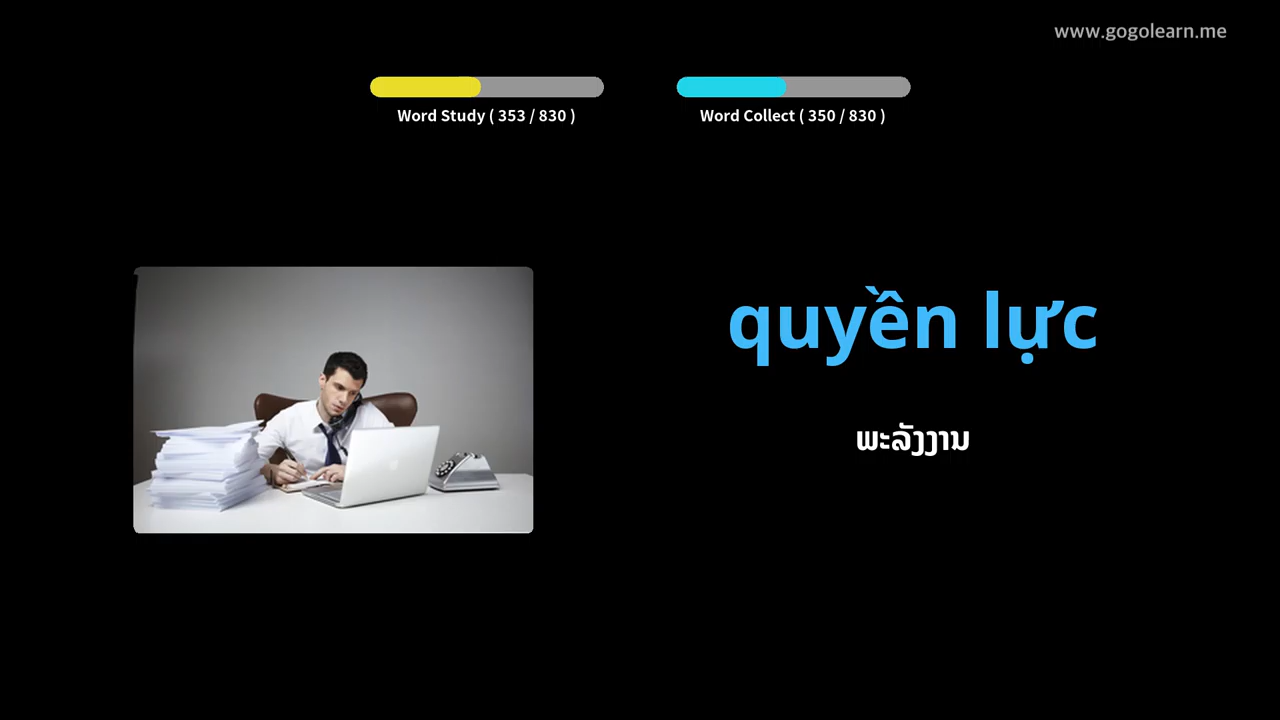 www.gogolearn.me
Word Study ( 353 / 830 )
Word Collect ( 350 / 830 )
quyền lực
ພະລັງງານ